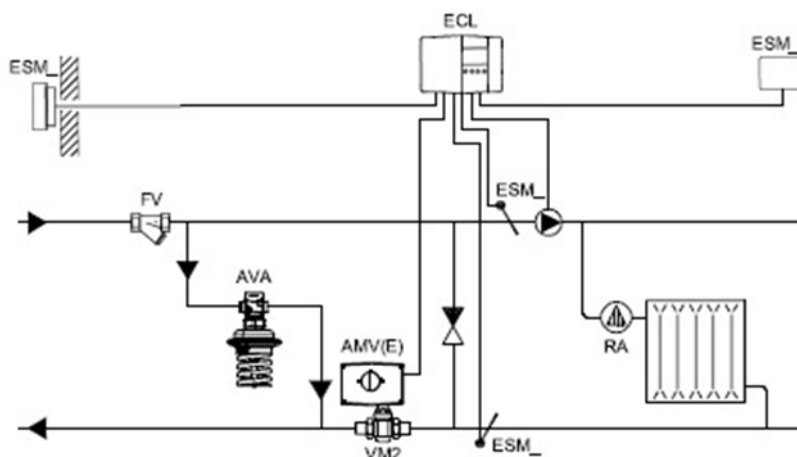 ECL
ESM_
ESM_
FV
ESM_
AVA
AMV(E)
RA
VM2
ESM_